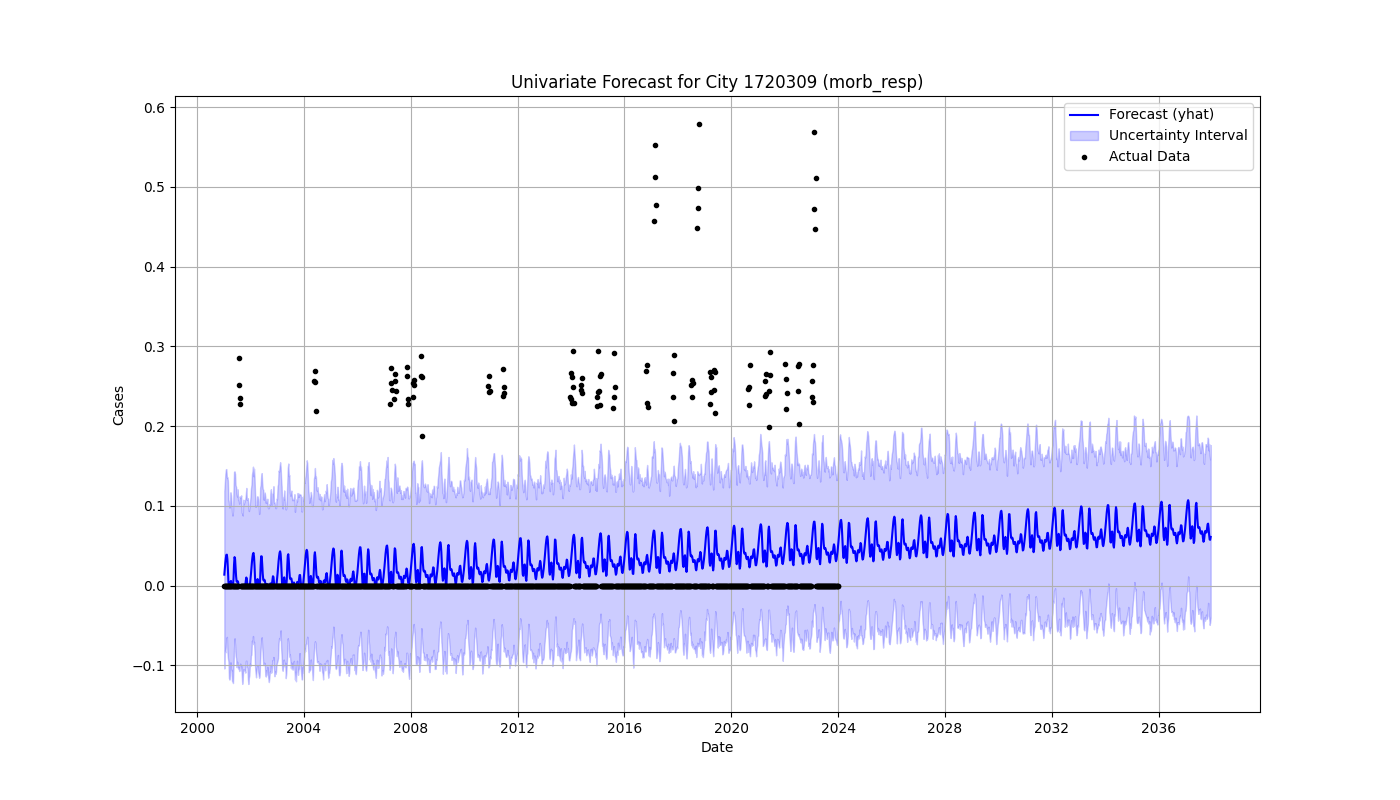 Univariate Forecast for City 1720309 (morb_resp)
Forecast (yhat)
Uncertainty Interval
Actual Data
Cases
0.6
0.5
0.4
0.3
0.2
0.1
0.0
−0.1
2000 2004 2008 2012 2016 2020 2024 2028 2032 2036
Date